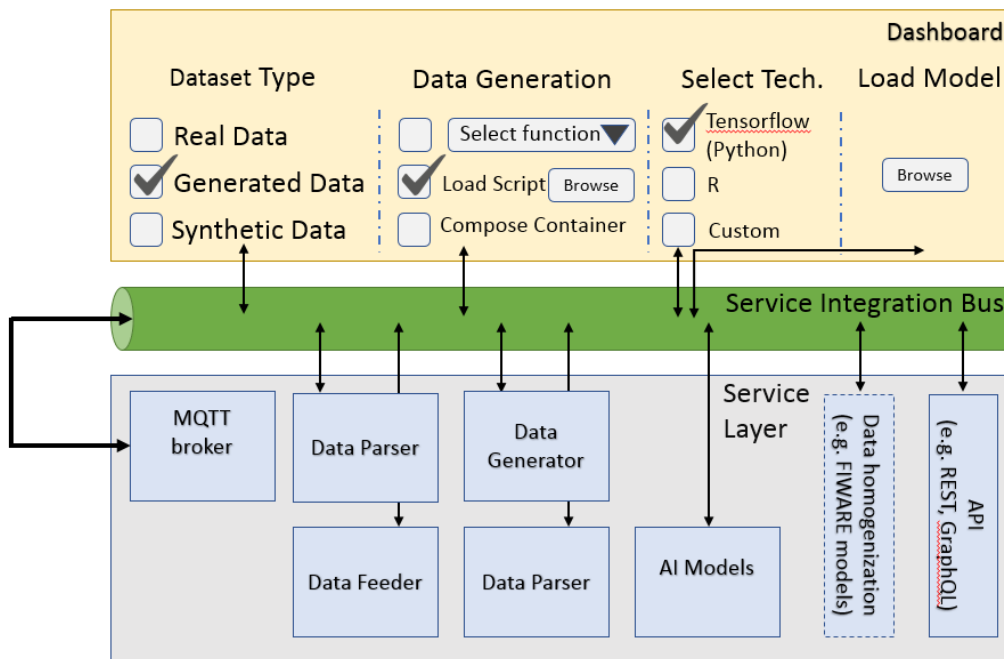 Dashboard
Dataset Type
Data Generation
Select Tech.
Load Model
Real Data
Generated Data
Synthetic Data
Select function
Load Script
Browse
Compose Container
Tensorflow
(Python)
R
Custom
Browse
Service Integration Bus
Service
Layer
MQTT
broker
Data Parser
Data
Generator
Data Feeder
Data Parser
AI Models
Data homogenization
(e.g. FIWARE models)
API
(e.g. REST, GraphQL)